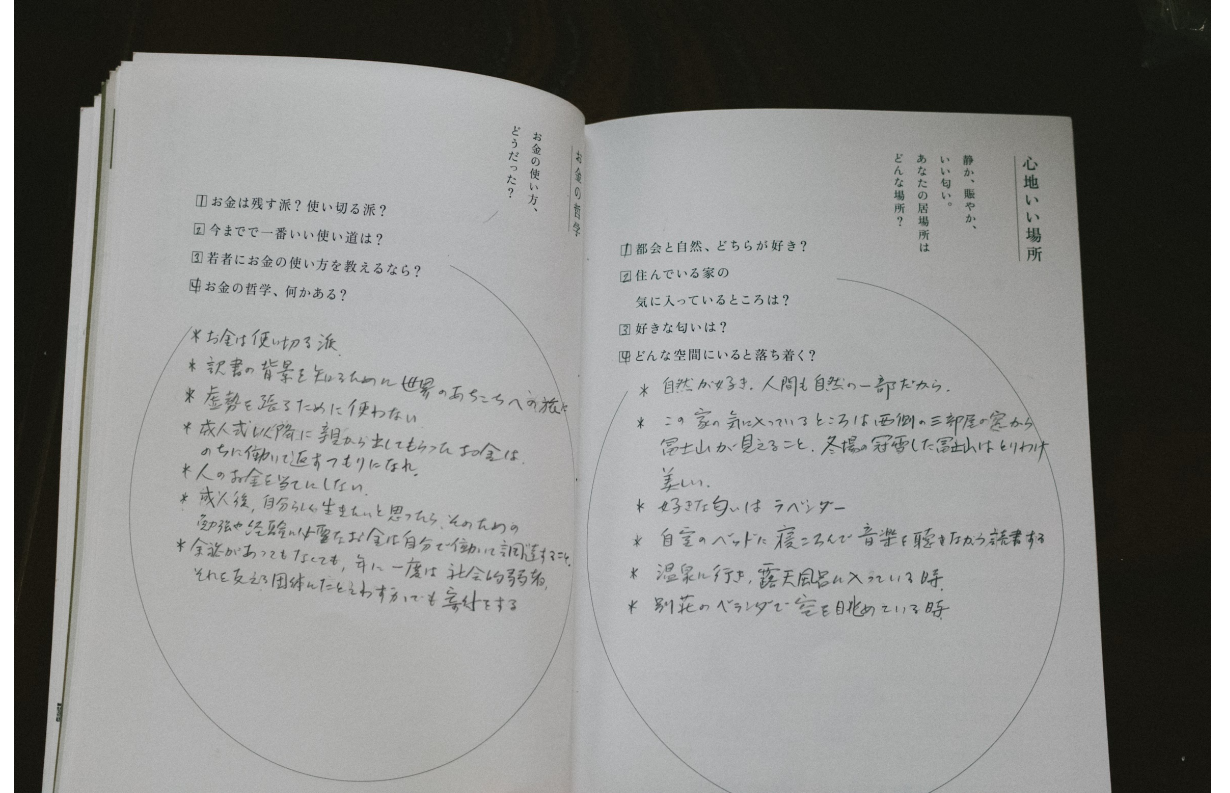 お金の哲学
お金の使い方、
どうだった?
1 お金は残す派?使い切る派?
2 今までで一番いい使い道は?
3 若者にお金の使い方を教えるなら?
4 お金の哲学、何かある?
* お金は使い切る派
* 訳書の背景を知るために世界のあちこちへの旅
* 虚勢を張るために使わない
* 成人式以降に親から出してもらったお金は、
のちに働いて返すつもりになれ。
* 人のお金を当てにしない
* 成人後、自分らしく生きたいと思ったら、そのための
勉強や経験に必要なお金は自分で働いて調達すること。
* 余裕があってもなくても、年に一度は社会的弱者、
それを支える団体にたとえわずかでも寄付をする
心地いい場所
静か、賑やか、
いい匂い。
あなたの居場所は
どんな場所?
1 都会と自然、どちらが好き?
2 住んでいる家の
気に入っているところは?
3 好きな匂いは?
4 どんな空間にいると落ち着く?
* 自然が好き。人間も自然の一部だから。
* この家の気に入っているところは西側の三部屋の窓から
富士山が見えること。冬場の冠雪した富士山はとりわけ
美しい。
* 好きな匂いはラベンダー
* 自室のベッドに寝ころんで音楽を聴きながら読書する
* 温泉に行き、露天風呂に入っている時
* 別荘のベランダで空を眺めている時